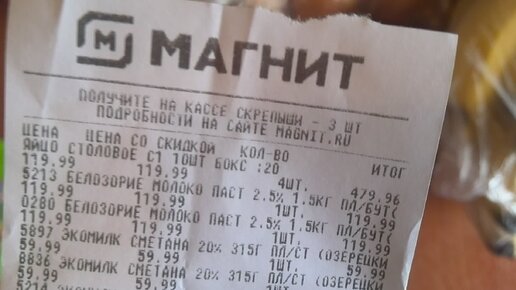 М МАГНИТ
ПОЛУЧИТЕ НА КАССЕ СКРЕПЫШИ - 3 ШТ
ПОДРОБНОСТИ НА САЙТЕ MAGNIT.RU
ЦЕНА ЦЕНА СО СКИДКОЙ КОЛ-ВО ИТОГ
ЯЙЦО СТОЛОВОЕ С1 10ШТ БОКС :20
119.99 119.99 4ШТ. 479.96
5213 БЕЛОЗОРИЕ МОЛОКО ПАСТ 2.5% 1.5КГ ПЛ/БУТ(
119.99 119.99 1ШТ. 119.99
0280 БЕЛОЗОРИЕ МОЛОКО ПАСТ 2.5% 1.5КГ ПЛ/БУТ(
119.99 119.99 1ШТ. 119.99
5897 ЭКОМИЛК СМЕТАНА 20% 315Г ПЛ/СТ (ОЗЕРЕЦКИ
59.99 59.99 1ШТ. 59.99
8836 ЭКОМИЛК СМЕТАНА 20% 315Г ПЛ/СТ (ОЗЕРЕЦКИ
59.99 59.99 1ШТ. 59.99